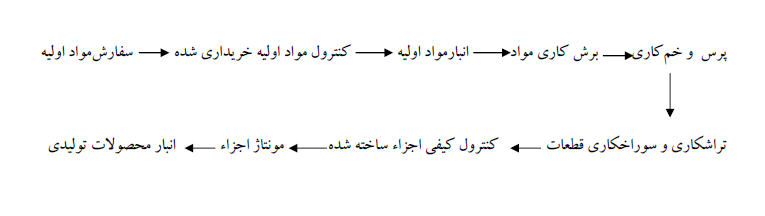 سفارش‌مواد اولیه → کنترول مواد اولیه خریداری شده → انبارمواد اولیه → برش کاری مواد → پرس و خم‌کاری
تراشکاری و سوراخکاری قطعات ← کنترول کیفی اجزاء ساخته شده ← مونتاژ اجزاء ← انبار محصولات تولیدی